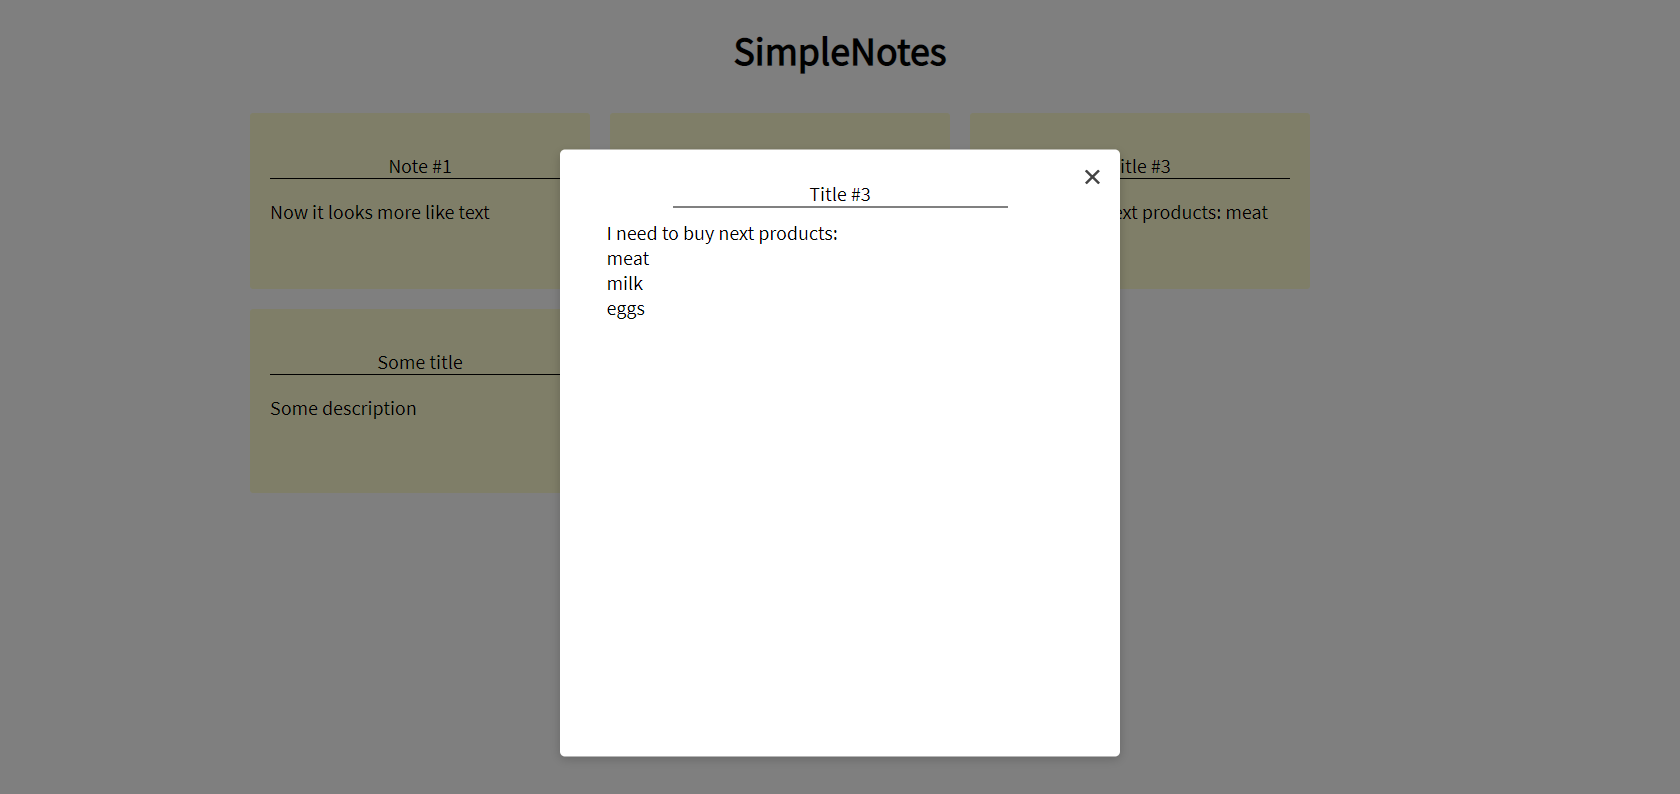 SimpleNotes
Note #1
Now it looks more like text
itle #3
ext products: meat
Some title
Some description
Title #3
✕
I need to buy next products:
meat
milk
eggs